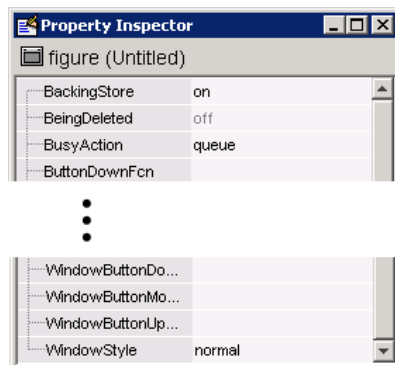 Property Inspector
figure (Untitled)
BackingStore on
BeingDeleted off
BusyAction queue
ButtonDownFcn
WindowButtonDo...
WindowButtonMo...
WindowButtonUp...
WindowStyle normal